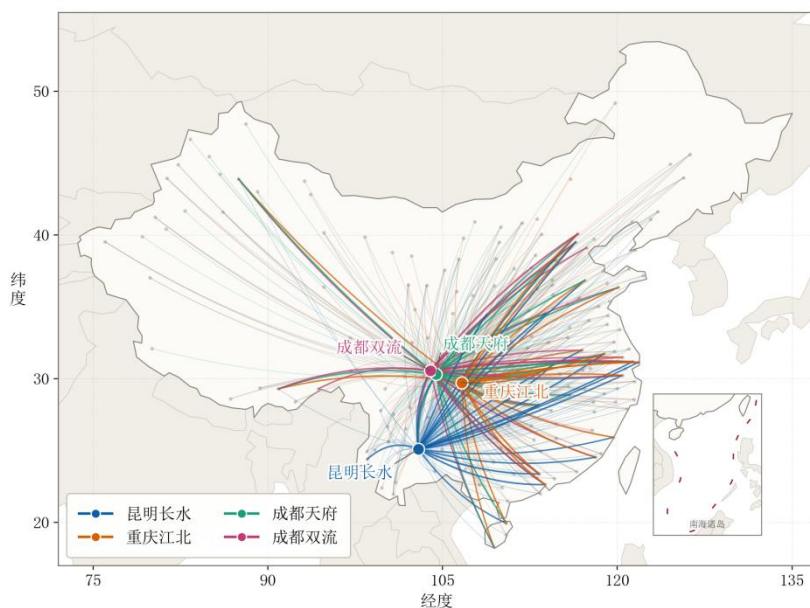 50
40
30
20
纬
度
75
90
105
120
135
经度
成都双流
成都天府
重庆江北
昆明长水
昆明长水
成都天府
重庆江北
成都双流
南海诸岛